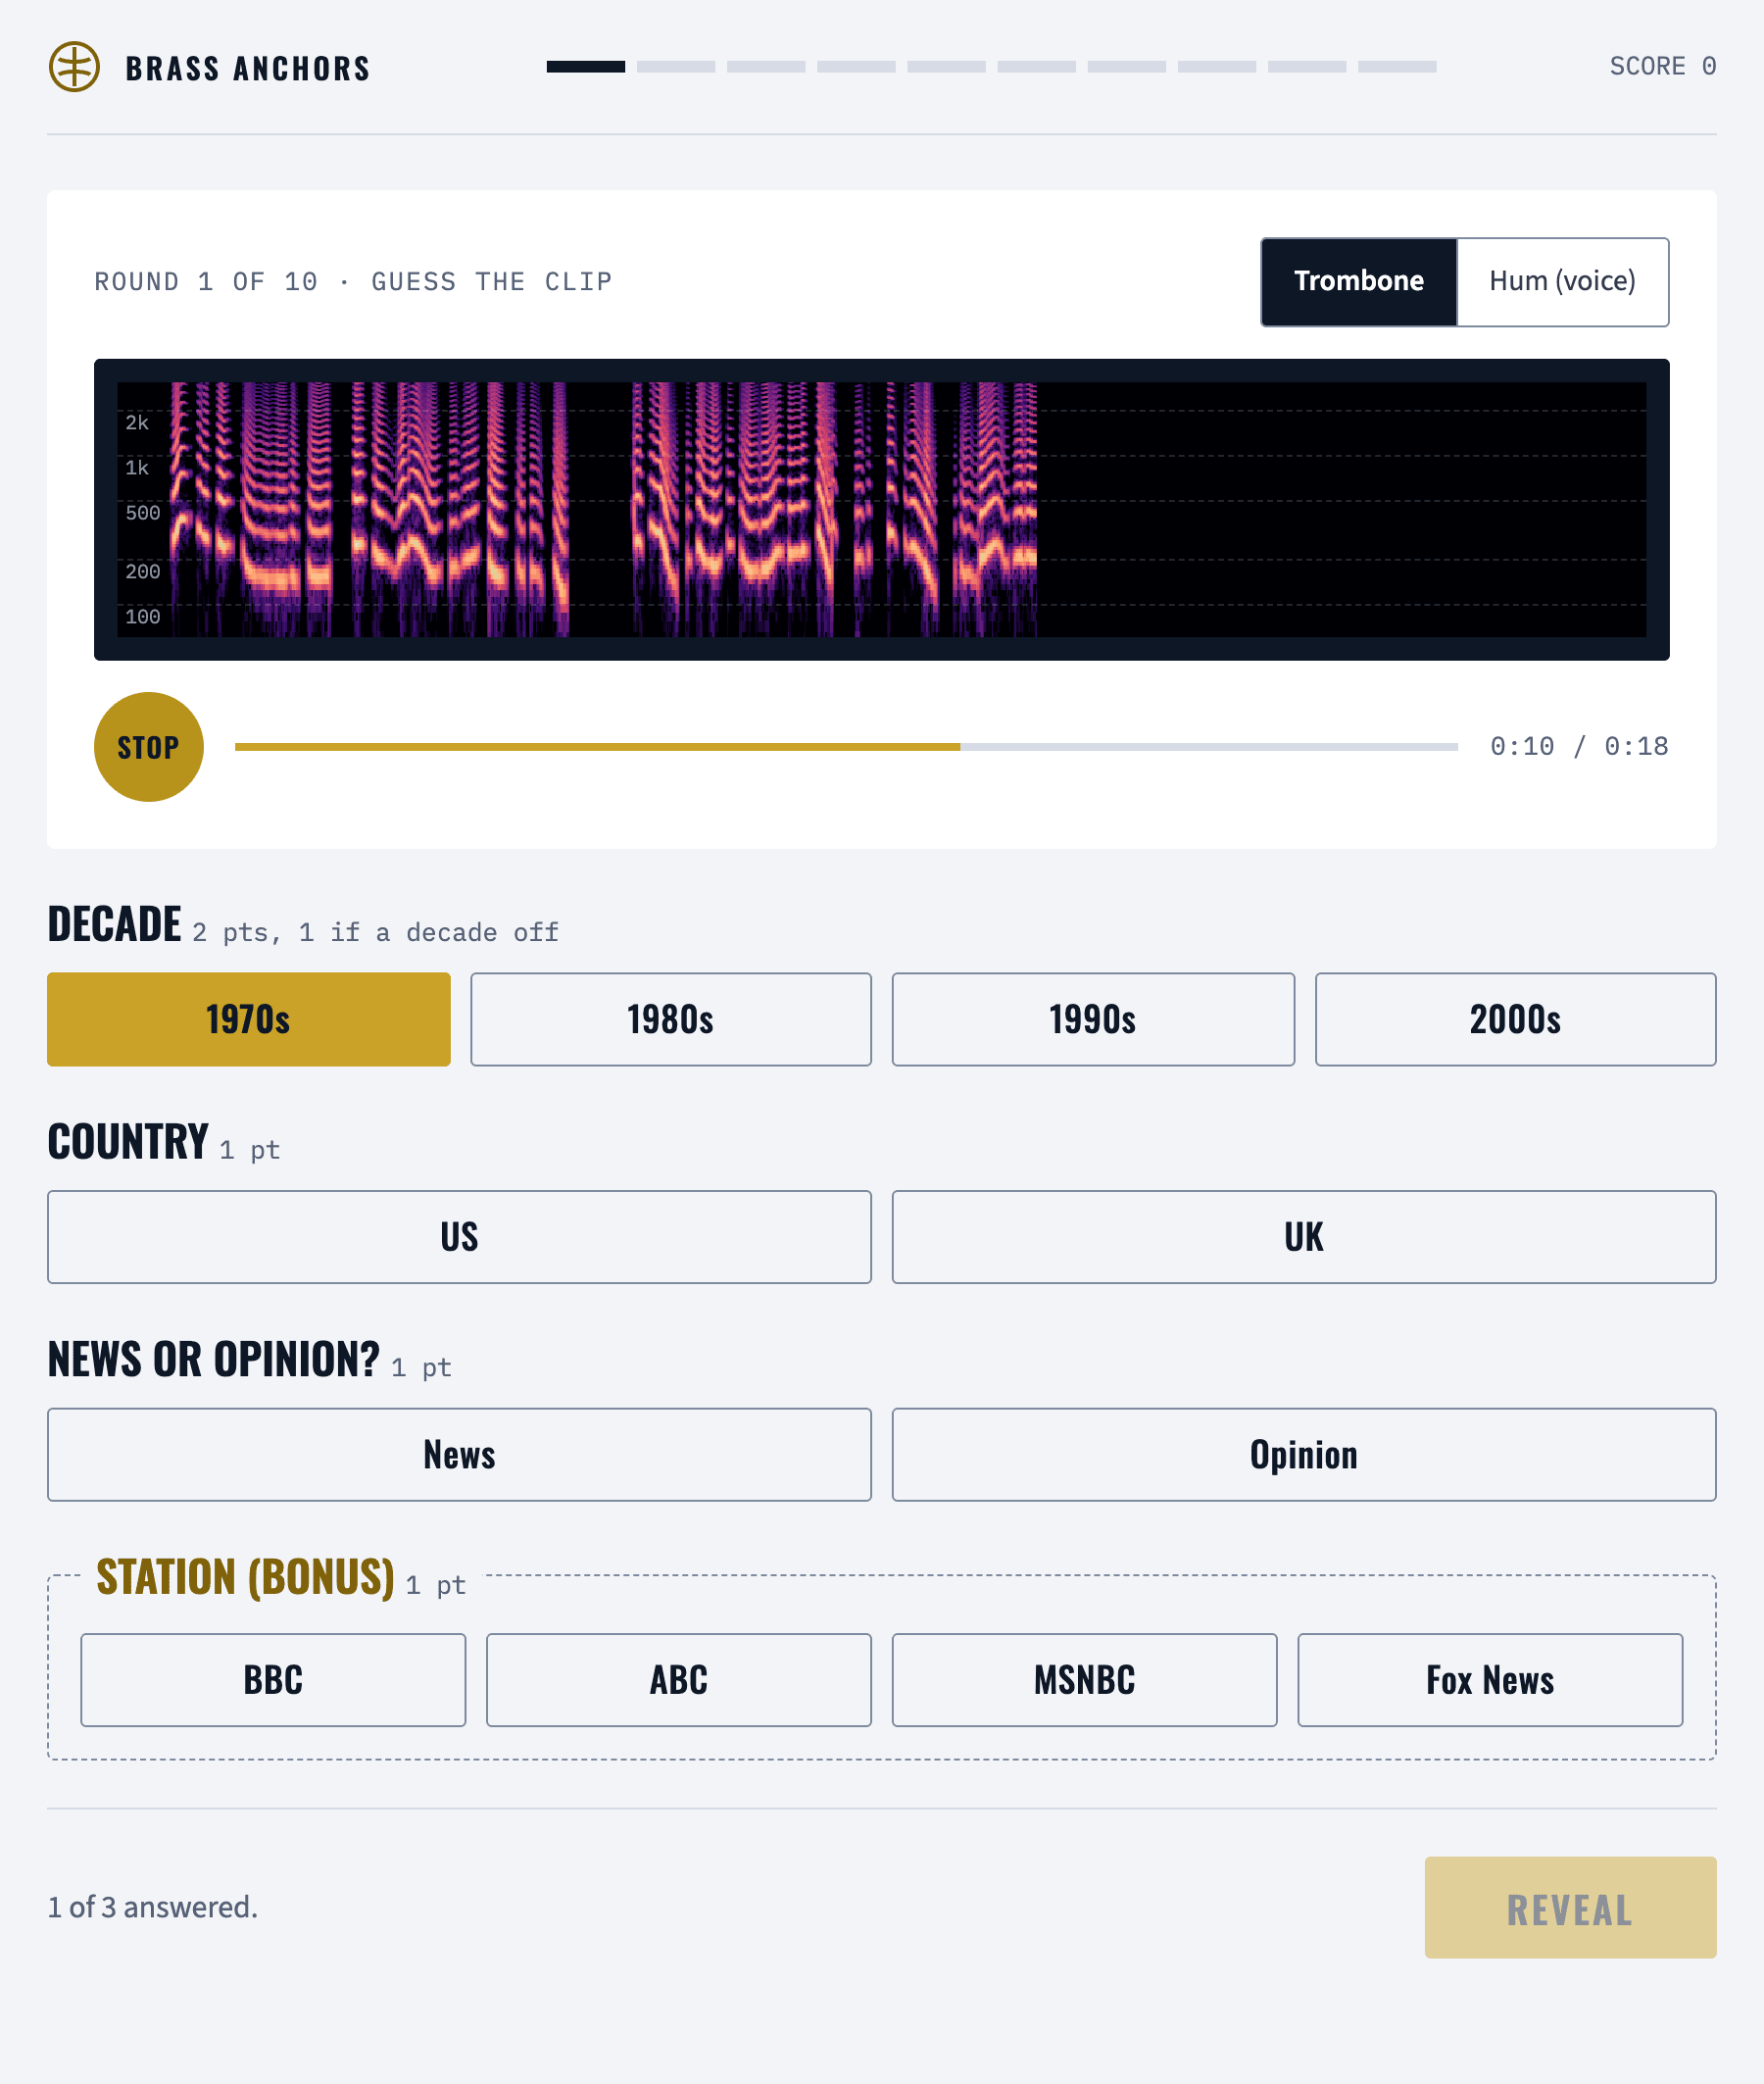 BRASS ANCHORS
SCORE 0
ROUND 1 OF 10 · GUESS THE CLIP
Trombone
Hum (voice)
2k
1k
500
200
100
STOP
0:10 / 0:18
DECADE 2 pts, 1 if a decade off
1970s
1980s
1990s
2000s
COUNTRY 1 pt
US
UK
NEWS OR OPINION? 1 pt
News
Opinion
STATION (BONUS) 1 pt
BBC
ABC
MSNBC
Fox News
1 of 3 answered.
REVEAL